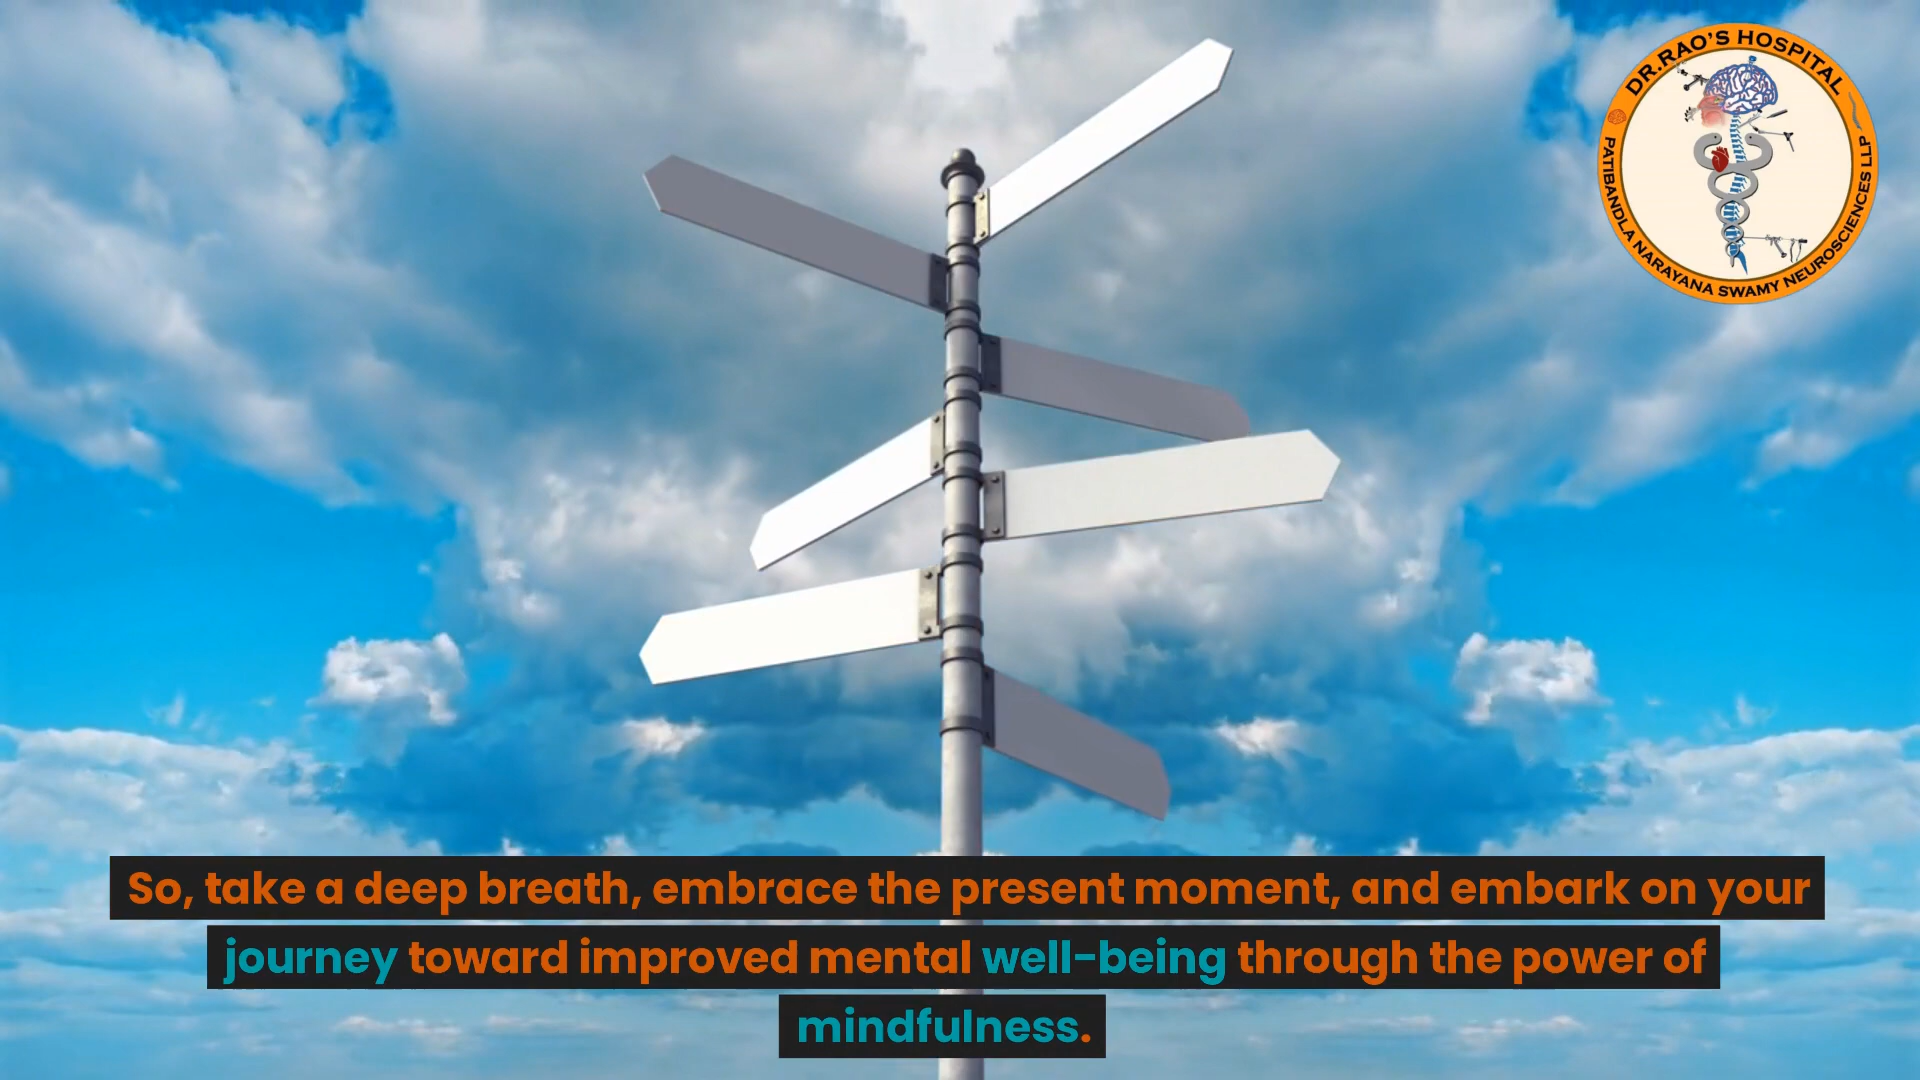 DR.RAO'S HOSPITAL
PATIBANDLA NARAYANA SWAMY NEUROSCIENCES LLP
So, take a deep breath, embrace the present moment, and embark on your
journey toward improved mental well-being through the power of
mindfulness.